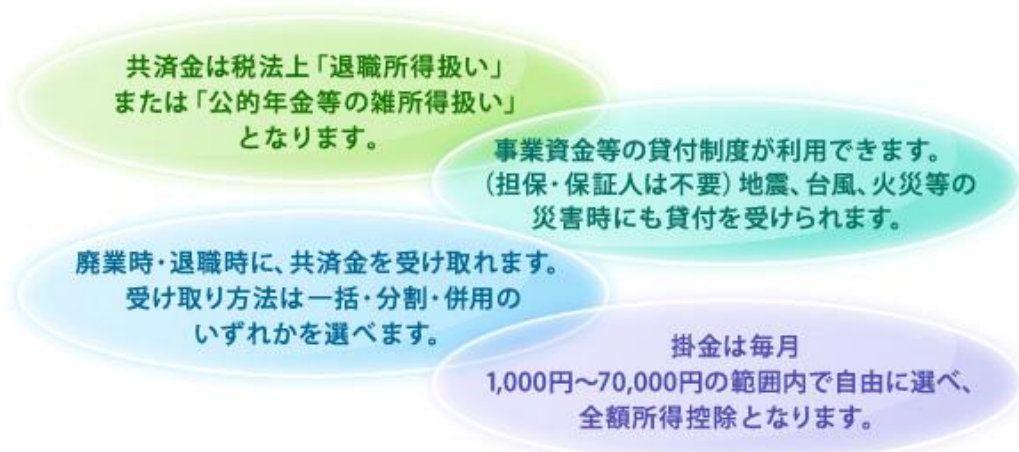 共済金は税法上「退職所得扱い」
または「公的年金等の雑所得扱い」
となります。
事業資金等の貸付制度が利用できます。
(担保・保証人は不要)地震、台風、火災等の
災害時にも貸付を受けられます。
廃業時・退職時に、共済金を受け取れます。
受け取り方法は一括・分割・併用の
いずれかを選べます。
掛金は毎月
1,000円～70,000円の範囲内で自由に選べ、
全額所得控除となります。